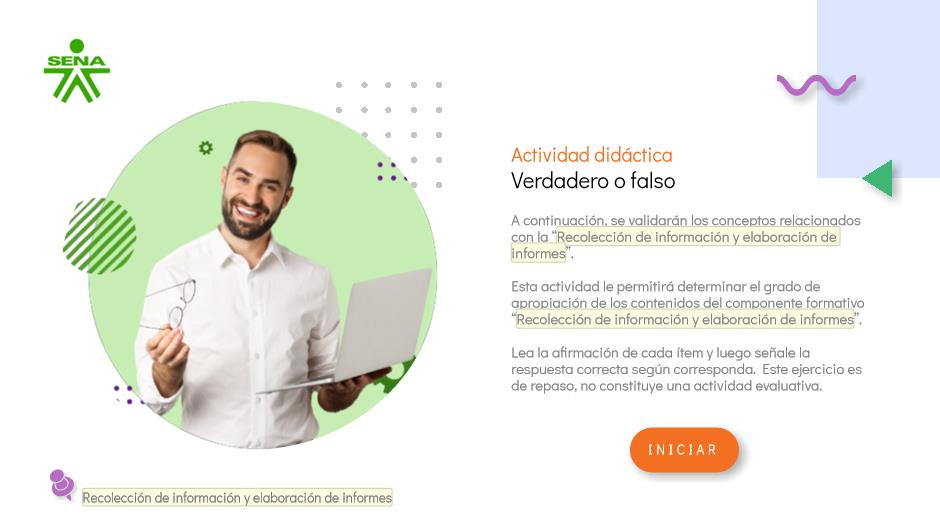 SENA
Actividad didáctica
Verdadero o falso
A continuación, se validarán los conceptos relacionados
con la “Recolección de información y elaboración de
informes”.
Esta actividad le permitirá determinar el grado de
apropiación de los contenidos del componente formativo
“Recolección de información y elaboración de informes”.
Lea la afirmación de cada ítem y luego señale la
respuesta correcta según corresponda. Este ejercicio es
de repaso, no constituye una actividad evaluativa.
INICIAR
Recolección de información y elaboración de informes